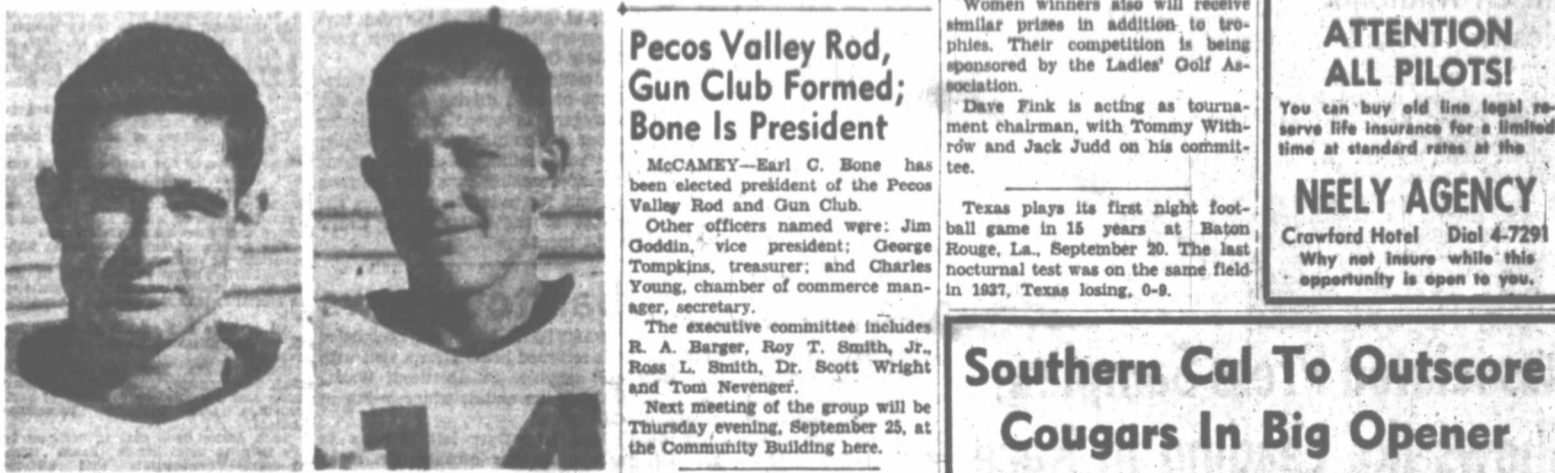 Pecos Valley Rod,
Gun Club Formed;
Bone Is President
McCAMEY—Earl C. Bone has
been elected president of the Pecos
Valley Rod and Gun Club.
Other officers named were: Jim
Goddin, vice president; George
Tompkins, treasurer; and Charles
Young, chamber of commerce man-
ager, secretary.
The executive committee includes
R. A. Barger, Roy T. Smith, Jr.,
Ross L. Smith, Dr. Scott Wright
and Tom Nevenger.
Next meeting of the group will be
Thursday evening, September 25, at
the Community Building here.
Women winners also will receive
similar prizes in addition to tro-
phies. Their competition is being
sponsored by the Ladies' Golf As-
sociation.
Dave Fink is acting as tourna-
ment chairman, with Tommy With-
row and Jack Judd on his commit-
tee.
Texas plays its first night foot-
ball game in 15 years at Baton
Rouge, La., September 20. The last
nocturnal test was on the same field
in 1937, Texas losing, 0-9.
ATTENTION
ALL PILOTS!
You can buy old line legal re-
serve life insurance for a limited
time at standard rates at the
NEELY AGENCY
Crawford Hotel Dial 4-7291
Why not insure while this
opportunity is open to you.
Southern Cal To Outscore
Cougars In Big Opener